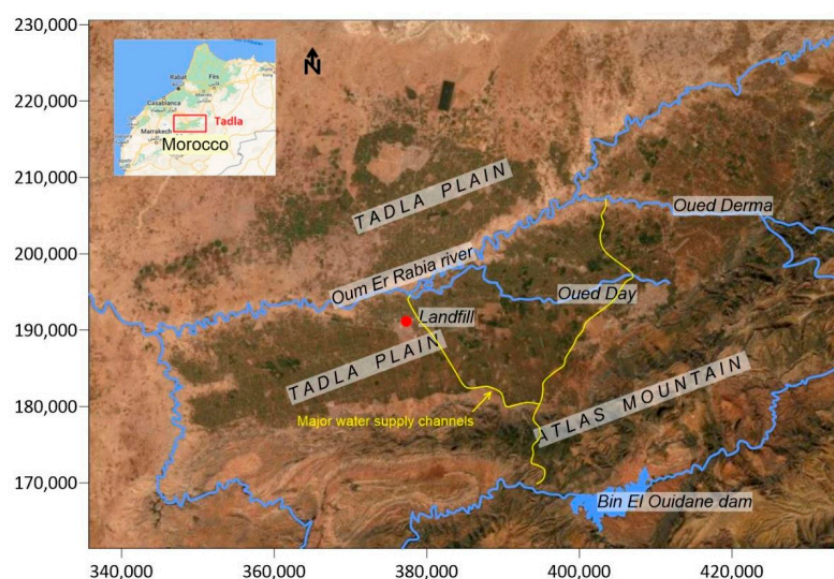 230,000
220,000
210,000
200,000
190,000
180,000
170,000
340,000
360,000
380,000
400,000
420,000
N
Rabat
Fès
Casablanca
Marrakech
Tadla
Morocco
TADLA PLAIN
Oued Derma
Oum Er Rabia river
Oued Day
Landfill
TADLA PLAIN
Major water supply channels
ATLAS MOUNTAIN
Bin El Ouidane dam